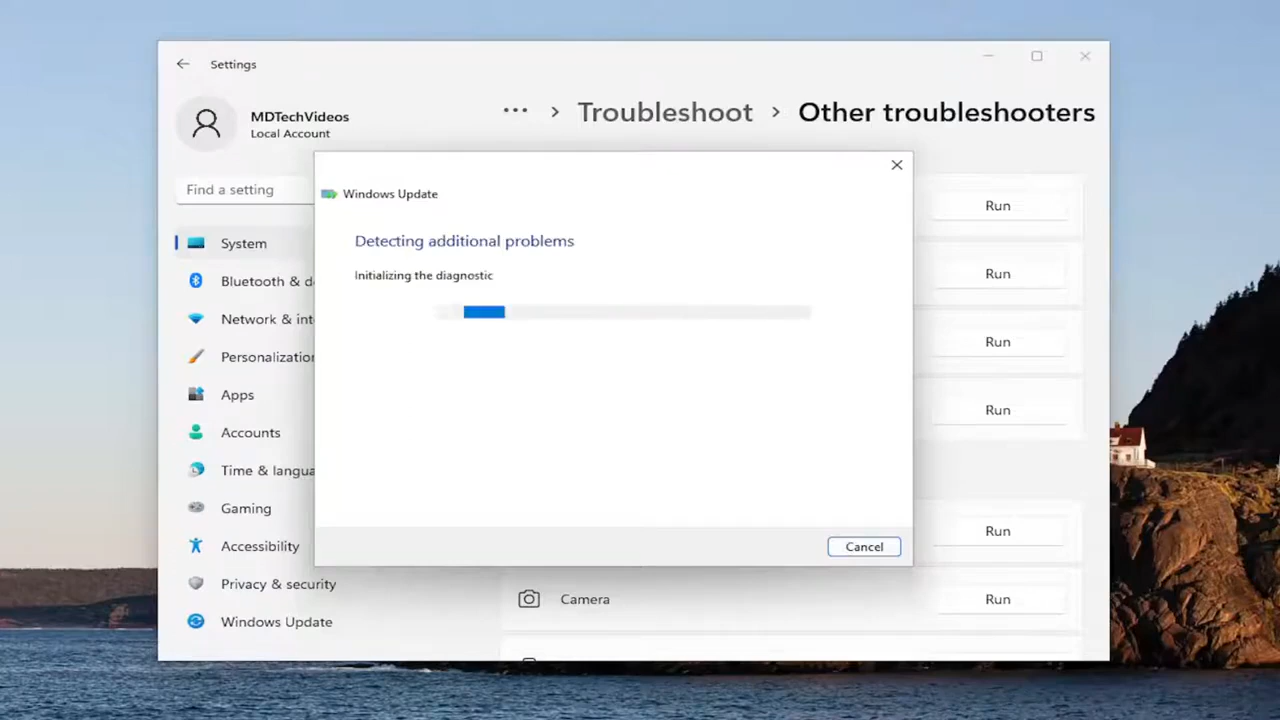 Settings
MDTechVideos
Local Account
··· > Troubleshoot > Other troubleshooters
Find a setting
System
Bluetooth & d
Network & int
Personalization
Apps
Accounts
Time & langua
Gaming
Accessibility
Privacy & security
Windows Update
Windows Update
Detecting additional problems
Initializing the diagnostic
Cancel
Run
Run
Run
Run
Run
Camera
Run